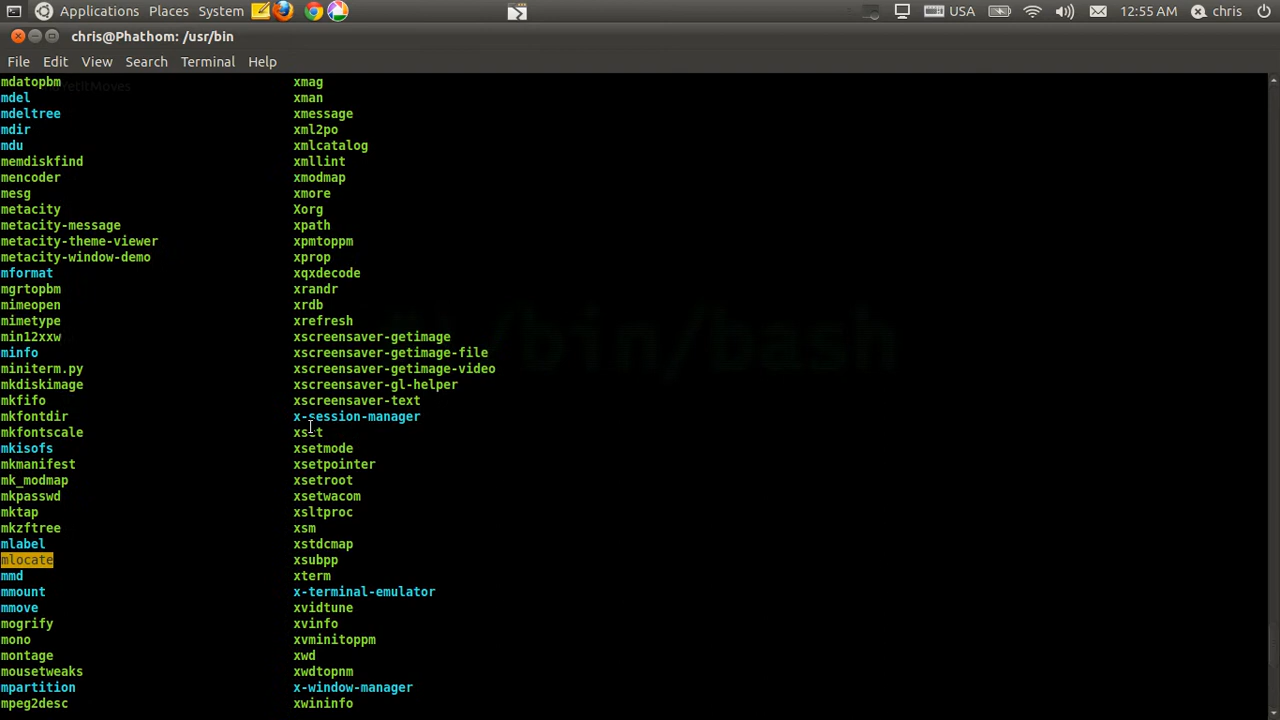 Applications Places System USA 12:55 AM chris
chris@Phathom: /usr/bin
File Edit View Search Terminal Help
mdatopbm xmag
mdel xman
mdeltree xmessage
mdir xml2po
mdu xmlcatalog
memdiskfind xmllint
mencoder xmodmap
mesg xmore
metacity Xorg
metacity-message xpath
metacity-theme-viewer xpmtoppm
metacity-window-demo xprop
mformat xqxdecode
mgrtopbm xrandr
mimeopen xrdb
mimetype xrefresh
min12xxw xscreensaver-getimage
/bin/bash
minfo xscreensaver-getimage-file
miniterm.py xscreensaver-getimage-video
mkdiskimage xscreensaver-gl-helper
mkfifo xscreensaver-text
mkfontdir x-session-manager
mkfontscale xset
mkisofs xsetmode
mkmanifest xsetpointer
mk_modmap xsetroot
mkpasswd xsetwacom
mktap xsltproc
mkzftree xsm
mlabel xstdcmap
mlocate xsubpp
mmd xterm
mmount x-terminal-emulator
mmove xvidtune
mogrify xvinfo
mono xvminitoppm
montage xwd
mousetweaks xwdtopnm
mpartition x-window-manager
mpeg2desc xwininfo